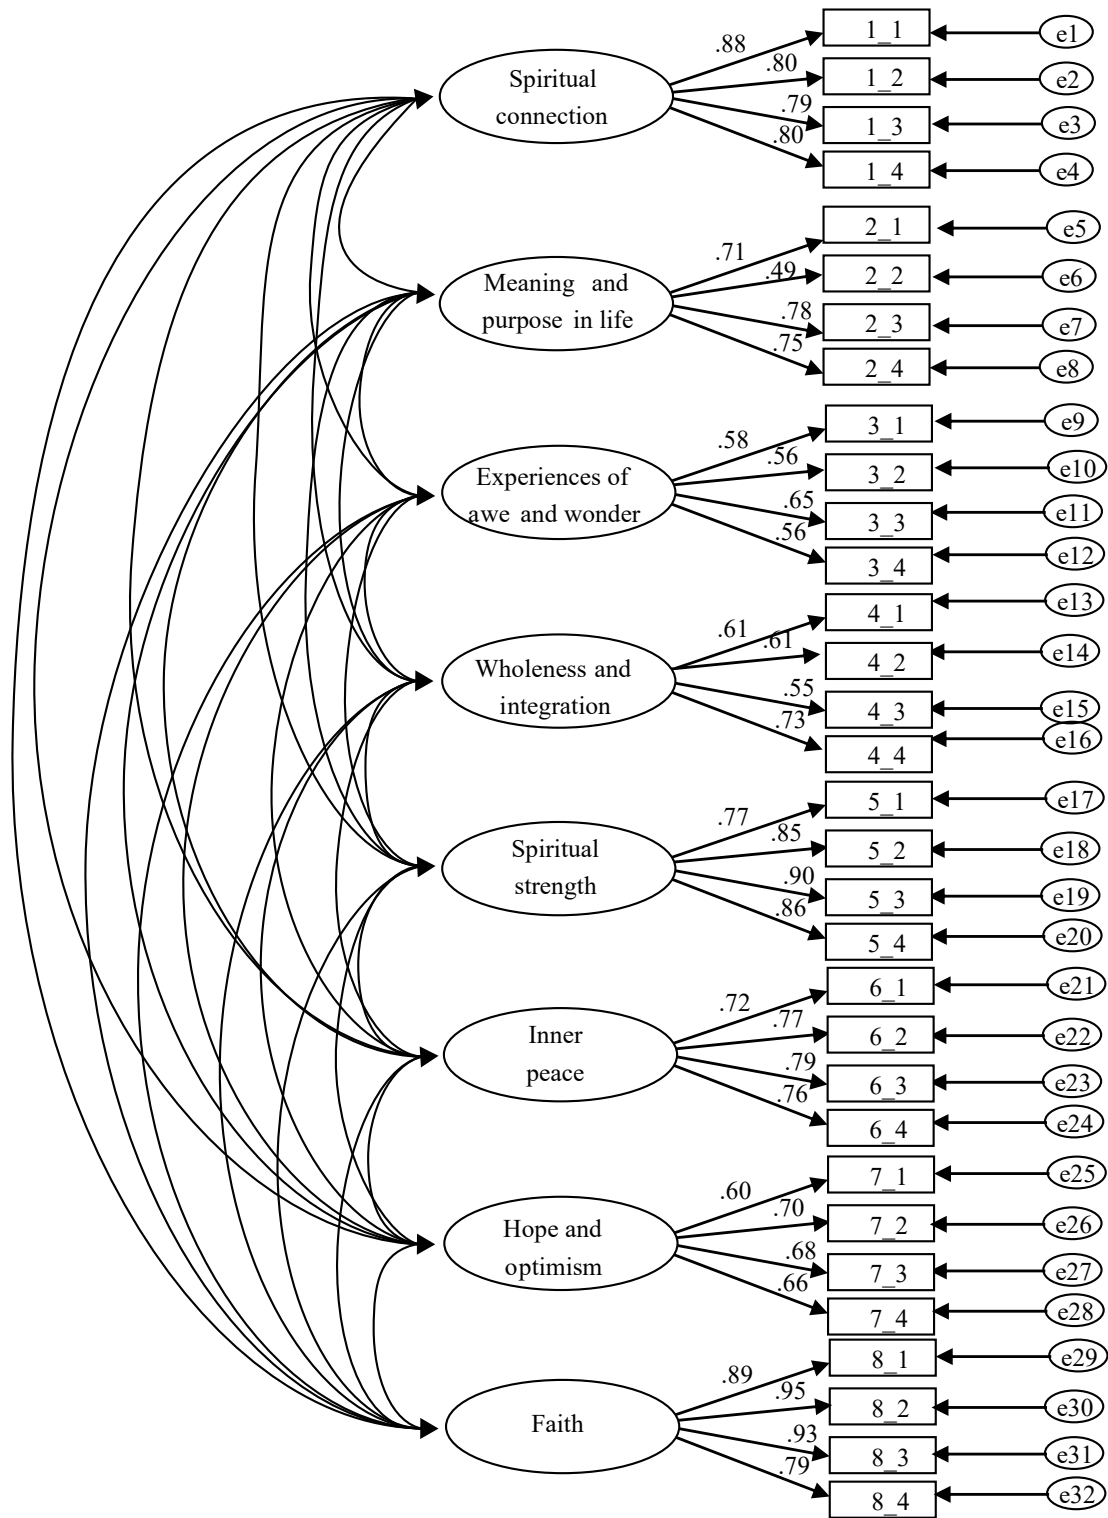 Spiritual
connection
.88
.80
.79
.80
1_1
1_2
1_3
1_4
e1
e2
e3
e4
Meaning and
purpose in life
.71
.49
.78
.75
2_1
2_2
2_3
2_4
e5
e6
e7
e8
Experiences of
awe and wonder
.58
.56
.65
.56
3_1
3_2
3_3
3_4
e9
e10
e11
e12
Wholeness and
integration
.61
.61
.55
.73
4_1
4_2
4_3
4_4
e13
e14
e15
e16
Spiritual
strength
.77
.85
.90
.86
5_1
5_2
5_3
5_4
e17
e18
e19
e20
Inner
peace
.72
.77
.79
.76
6_1
6_2
6_3
6_4
e21
e22
e23
e24
Hope and
optimism
.60
.70
.68
.66
7_1
7_2
7_3
7_4
e25
e26
e27
e28
Faith
.89
.95
.93
.79
8_1
8_2
8_3
8_4
e29
e30
e31
e32